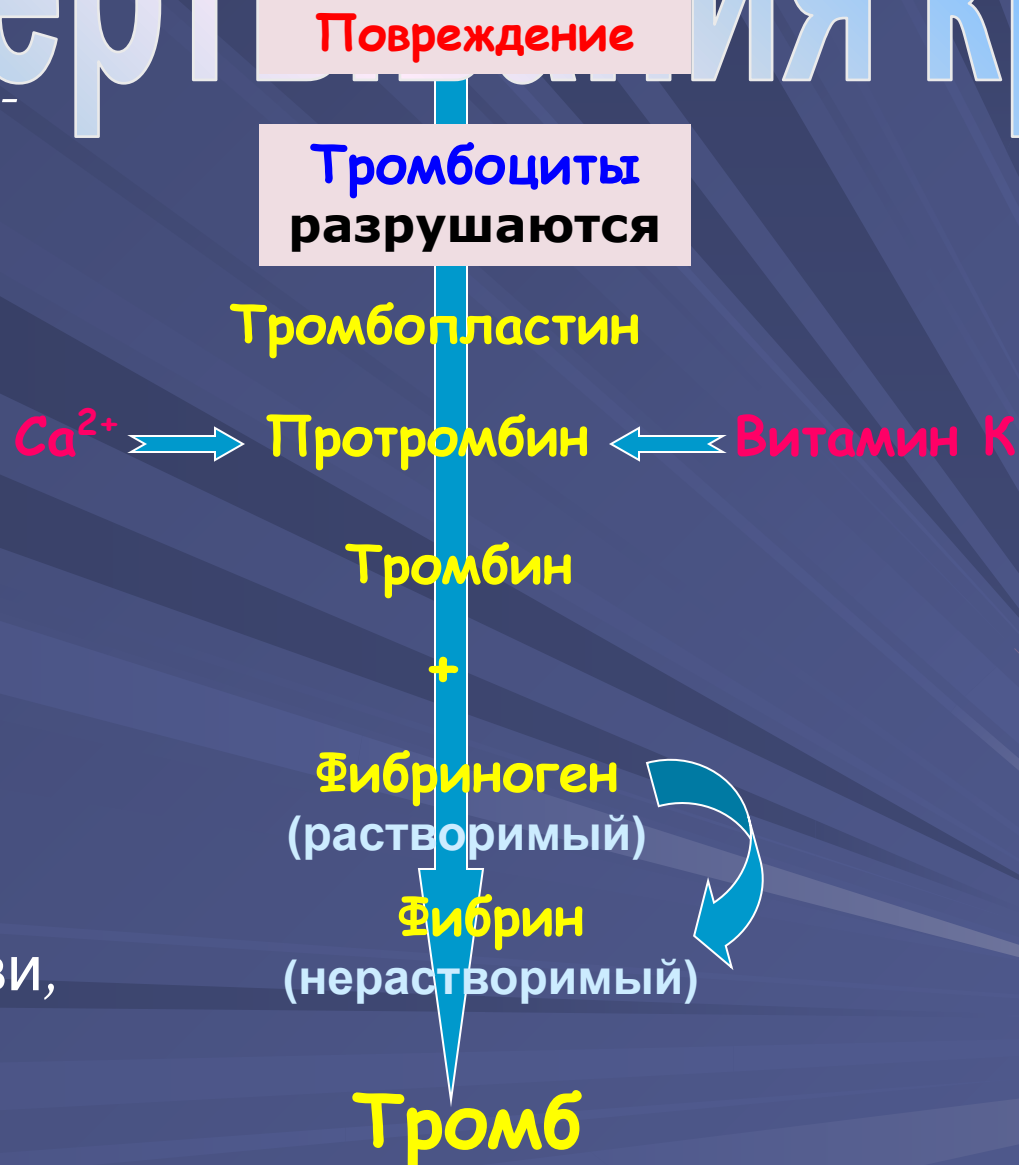 Повреждение
Тромбоциты
разрушаются
Тромбопластин
Ca²⁺ Протромбин Витамин К
Тромбин
+
Фибриноген
(растворимый)
Фибрин
(нерастворимый)
Тромб